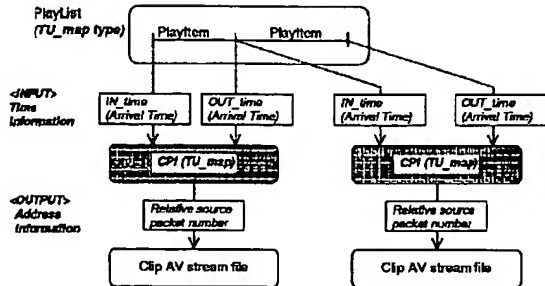 PlayList
(TU_map type)
PlayItem PlayItem
<INPUT>
Time
Information
IN_time
(Arrival Time)
OUT_time
(Arrival Time)
IN_time
(Arrival Time)
OUT_time
(Arrival Time)
CPI (TU_map)
CPI (TU_map)
<OUTPUT>
Address
Information
Relative source
packet number
Relative source
packet number
Clip AV stream file
Clip AV stream file